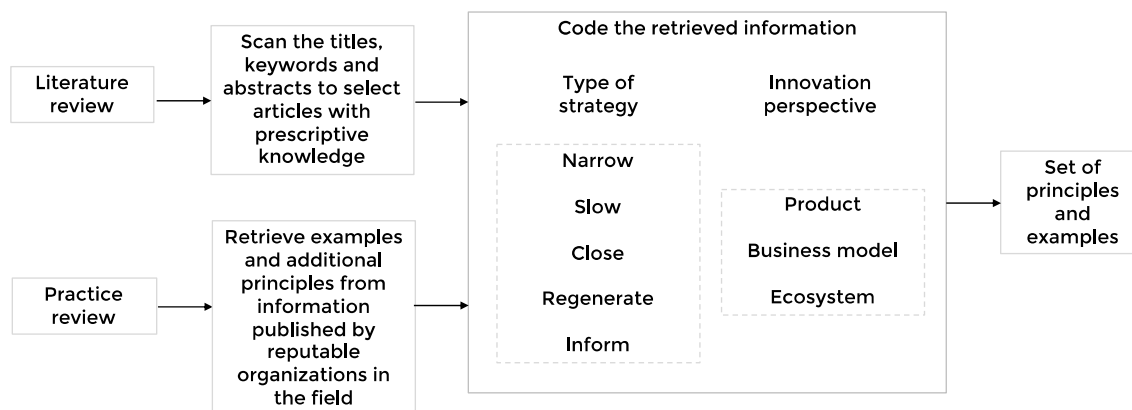 Literature
review
Scan the titles,
keywords and
abstracts to select
articles with
prescriptive
knowledge
Practice
review
Retrieve examples
and additional
principles from
information
published by
reputable
organizations in
the field
Code the retrieved information
Type of
strategy
Narrow
Slow
Close
Regenerate
Inform
Innovation
perspective
Product
Business model
Ecosystem
Set of
principles
and
examples